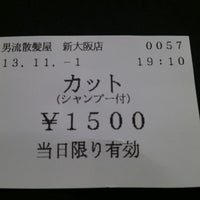 男流散髪屋 新大阪店 0057
13.11.-1 19:10
カット
(シャンプー付)
¥1500
当日限り有効